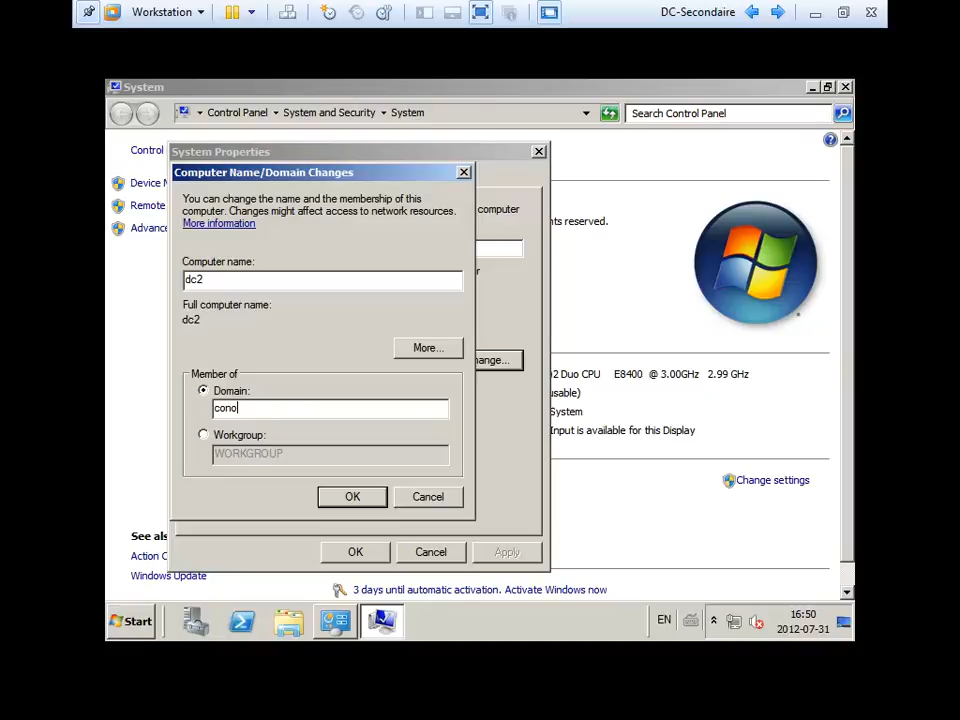 Workstation
DC-Secondaire
System
Control Panel System and Security System
Search Control Panel
Control
System Properties
Computer Name/Domain Changes
Device M
Remote
Advance
You can change the name and the membership of this
computer. Changes might affect access to network resources.
More information
computer
hts reserved.
Computer name:
dc2
Full computer name:
dc2
More...
hange...
Member of
Domain:
cono
Workgroup:
WORKGROUP
OK Cancel
2 Duo CPU E8400 @ 3.00GHz 2.99 GHz
usable)
System
Input is available for this Display
Change settings
See als
Action C
Windows Update
OK Cancel Apply
3 days until automatic activation. Activate Windows now
Start
EN
16:50
2012-07-31